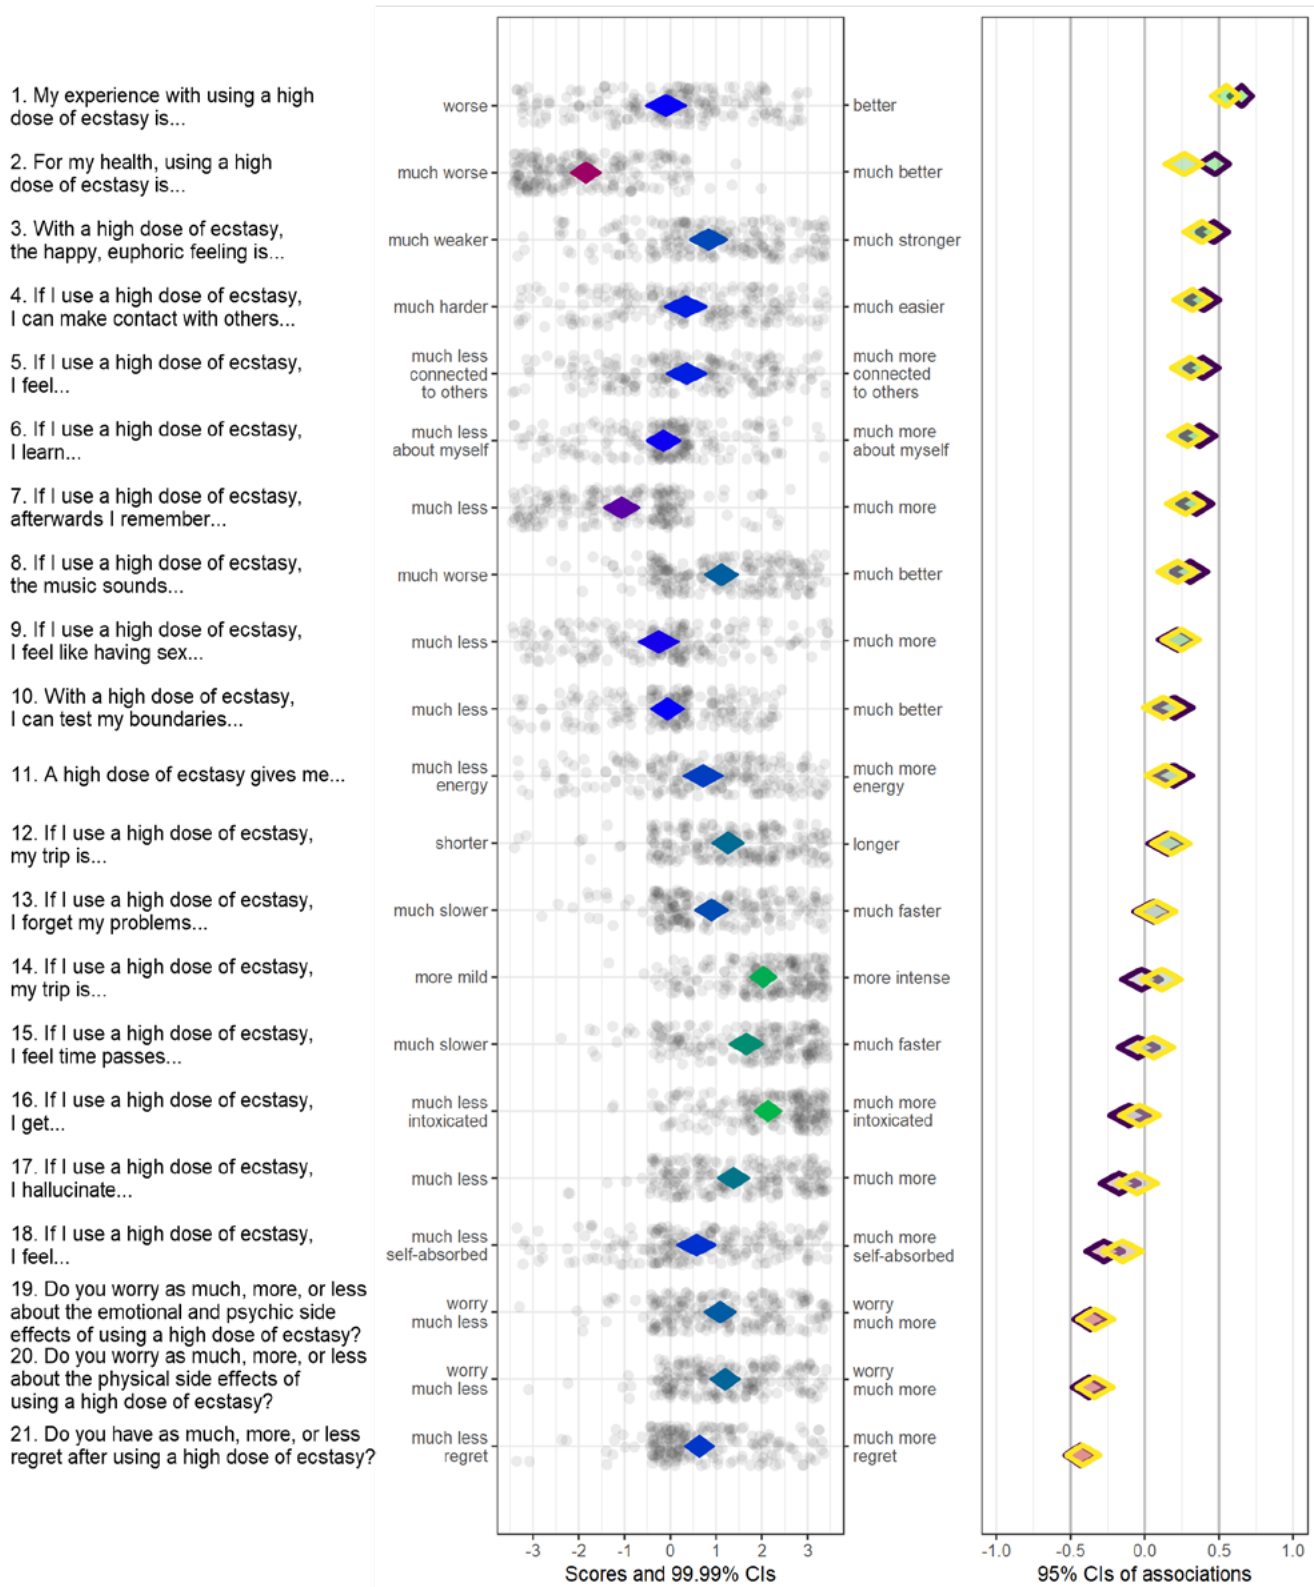 1. My experience with using a high
dose of ecstasy is...
worse
better
2. For my health, using a high
dose of ecstasy is...
much worse
much better
3. With a high dose of ecstasy,
the happy, euphoric feeling is...
much weaker
much stronger
4. If I use a high dose of ecstasy,
I can make contact with others...
much harder
much easier
5. If I use a high dose of ecstasy,
I feel...
much less
connected
to others
much more
connected
to others
6. If I use a high dose of ecstasy,
I learn...
much less
about myself
much more
about myself
7. If I use a high dose of ecstasy,
afterwards I remember...
much less
much more
8. If I use a high dose of ecstasy,
the music sounds...
much worse
much better
9. If I use a high dose of ecstasy,
I feel like having sex...
much less
much more
10. With a high dose of ecstasy,
I can test my boundaries...
much less
much better
11. A high dose of ecstasy gives me...
much less
energy
much more
energy
12. If I use a high dose of ecstasy,
my trip is...
shorter
longer
13. If I use a high dose of ecstasy,
I forget my problems...
much slower
much faster
14. If I use a high dose of ecstasy,
my trip is...
more mild
more intense
15. If I use a high dose of ecstasy,
I feel time passes...
much slower
much faster
16. If I use a high dose of ecstasy,
I get...
much less
intoxicated
much more
intoxicated
17. If I use a high dose of ecstasy,
I hallucinate...
much less
much more
18. If I use a high dose of ecstasy,
I feel...
much less
self-absorbed
much more
self-absorbed
19. Do you worry as much, more, or less
about the emotional and psychic side
effects of using a high dose of ecstasy?
worry
much less
worry
much more
20. Do you worry as much, more, or less
about the physical side effects of
using a high dose of ecstasy?
worry
much less
worry
much more
21. Do you have as much, more, or less
regret after using a high dose of ecstasy?
much less
regret
much more
regret
-3 -2 -1 0 1 2 3
Scores and 99.99% CIs
-1.0 -0.5 0.0 0.5 1.0
95% CIs of associations